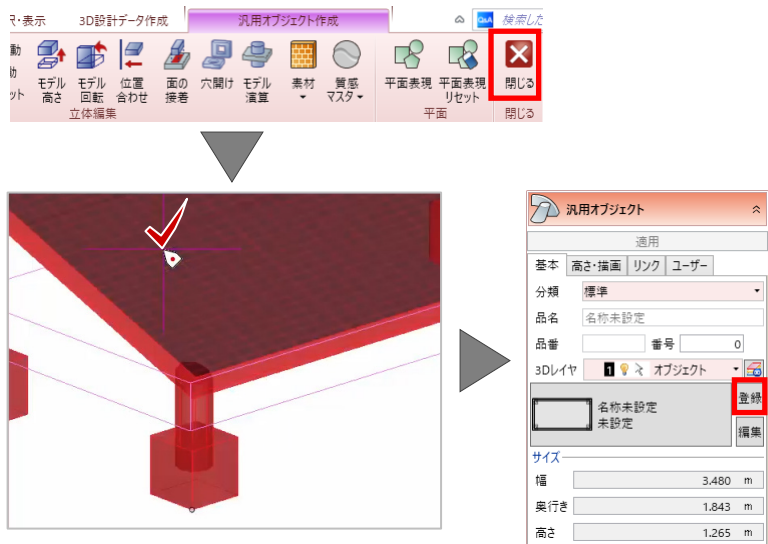 尺・表示 3D設計データ作成 汎用オブジェクト作成 Q&A 検索した
動
動
ット
モデル
高さ
モデル
回転
位置
合わせ
面の
接着
穴開け
モデル
演算
素材
質感
マスタ
平面表現
平面表現
リセット
閉じる
立体編集 平面 閉じる
汎用オブジェクト
適用
基本 高さ・描画 リンク ユーザー
分類 標準
品名 名称未設定
品番 番号 0
3Dレイヤ 1 オブジェクト
登録
名称未設定
未設定
編集
サイズ
幅 3.480 m
奥行き 1.843 m
高さ 1.265 m